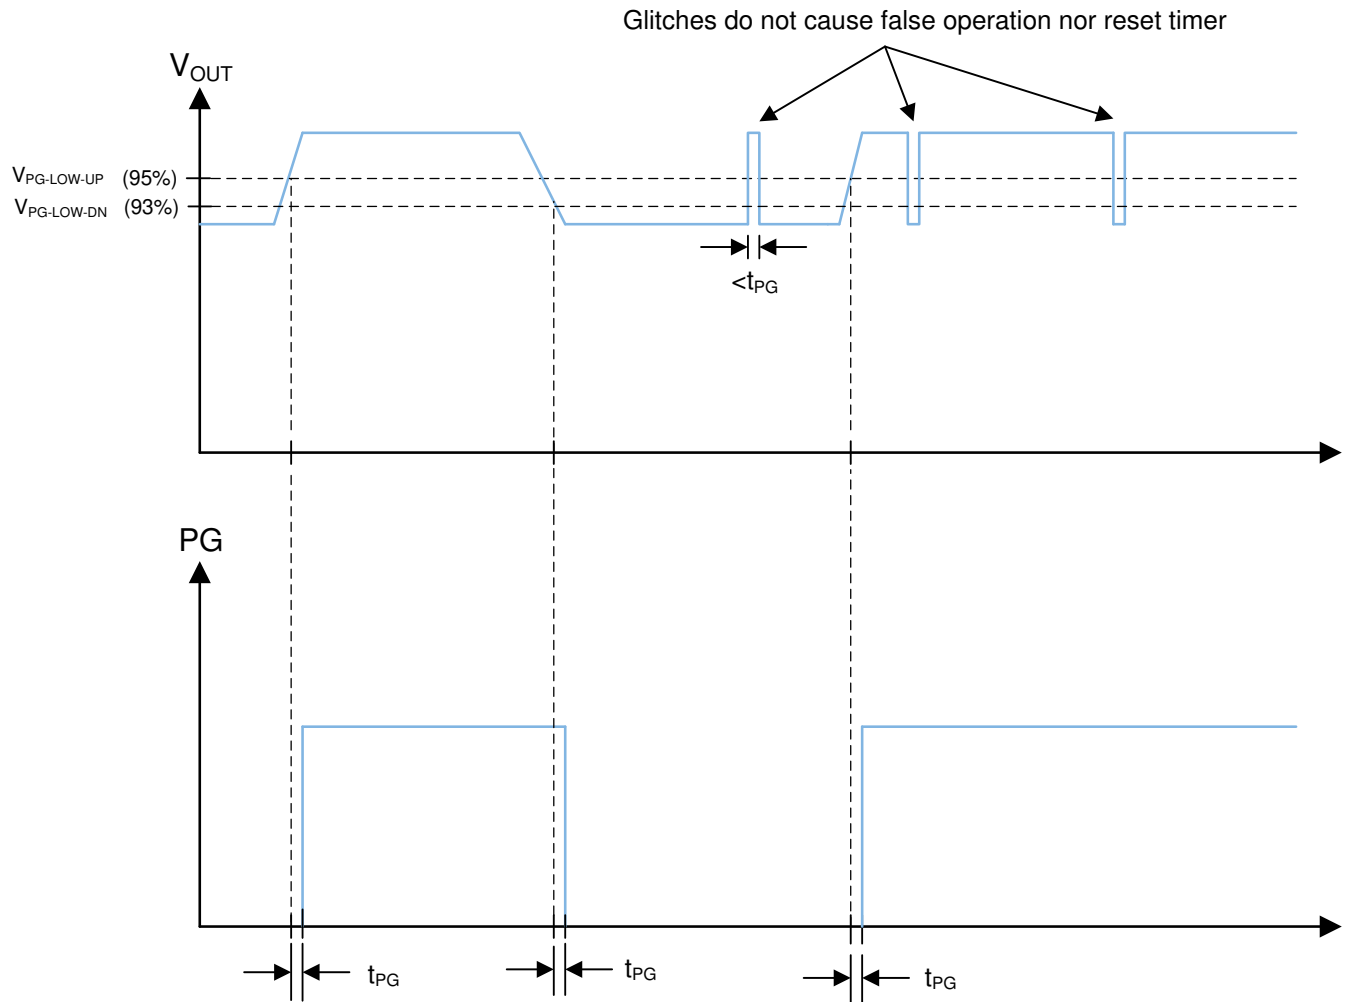 Glitches do not cause false operation nor reset timer
VOUT
VPG-LOW-UP (95%)
VPG-LOW-DN (93%)
<tPG
PG
tPG
tPG
tPG